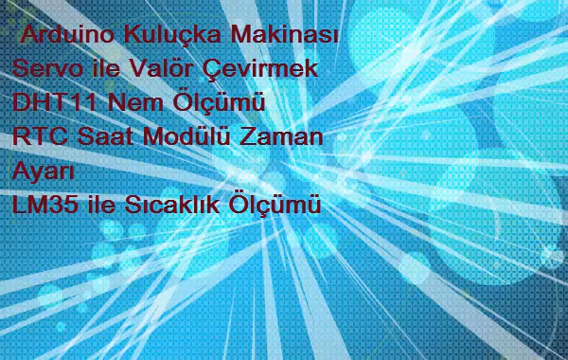 Arduino Kuluçka Makinası
Servo ile Valör Çevirmek
DHT11 Nem Ölçümü
RTC Saat Modülü Zaman
Ayarı
LM35 ile Sıcaklık Ölçümü